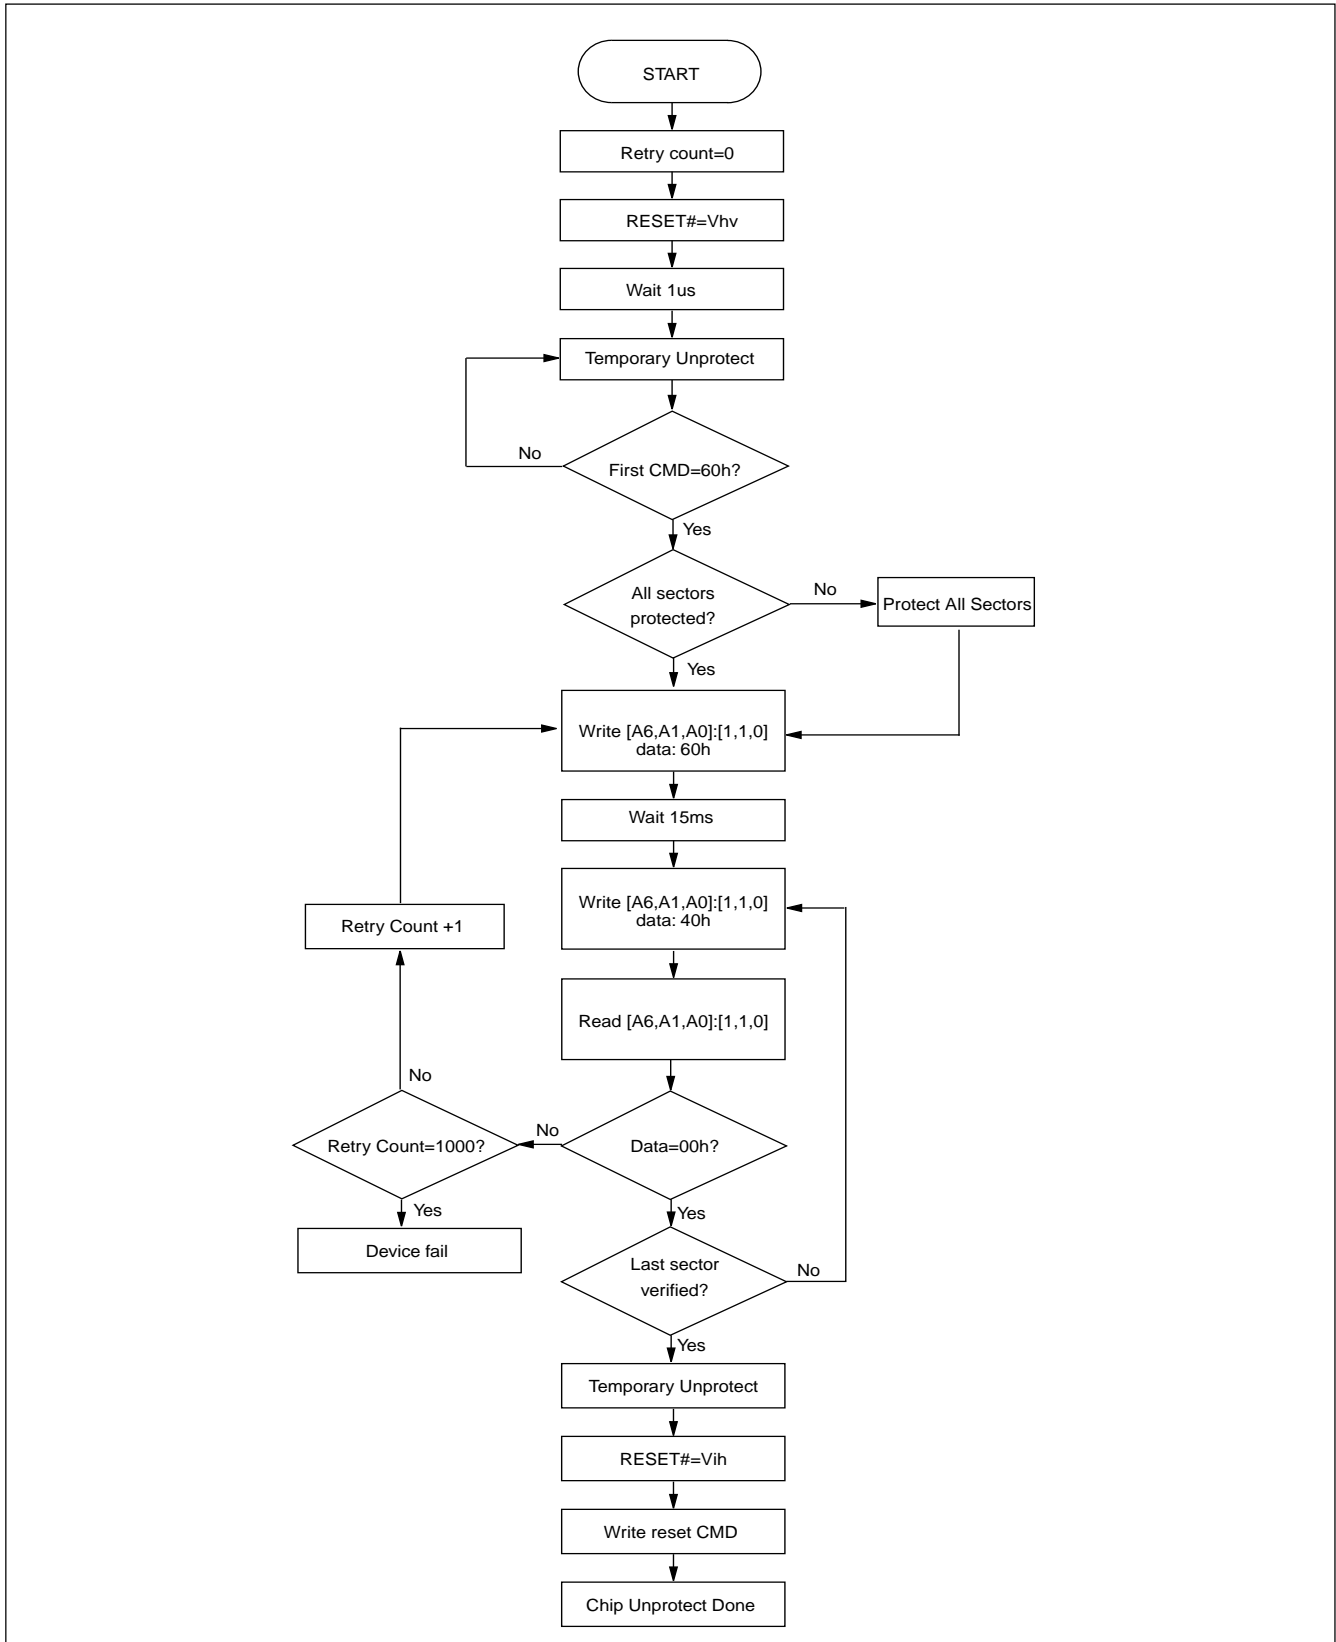 START
Retry count=0
RESET#=Vhv
Wait 1us
Temporary Unprotect
No
First CMD=60h?
Yes
All sectors
protected?
No
Protect All Sectors
Yes
Write [A6,A1,A0]:[1,1,0]
data: 60h
Wait 15ms
Write [A6,A1,A0]:[1,1,0]
data: 40h
Retry Count +1
Read [A6,A1,A0]:[1,1,0]
No
Retry Count=1000?
No
Data=00h?
Yes
Device fail
Yes
Last sector
verified?
No
Yes
Temporary Unprotect
RESET#=Vih
Write reset CMD
Chip Unprotect Done